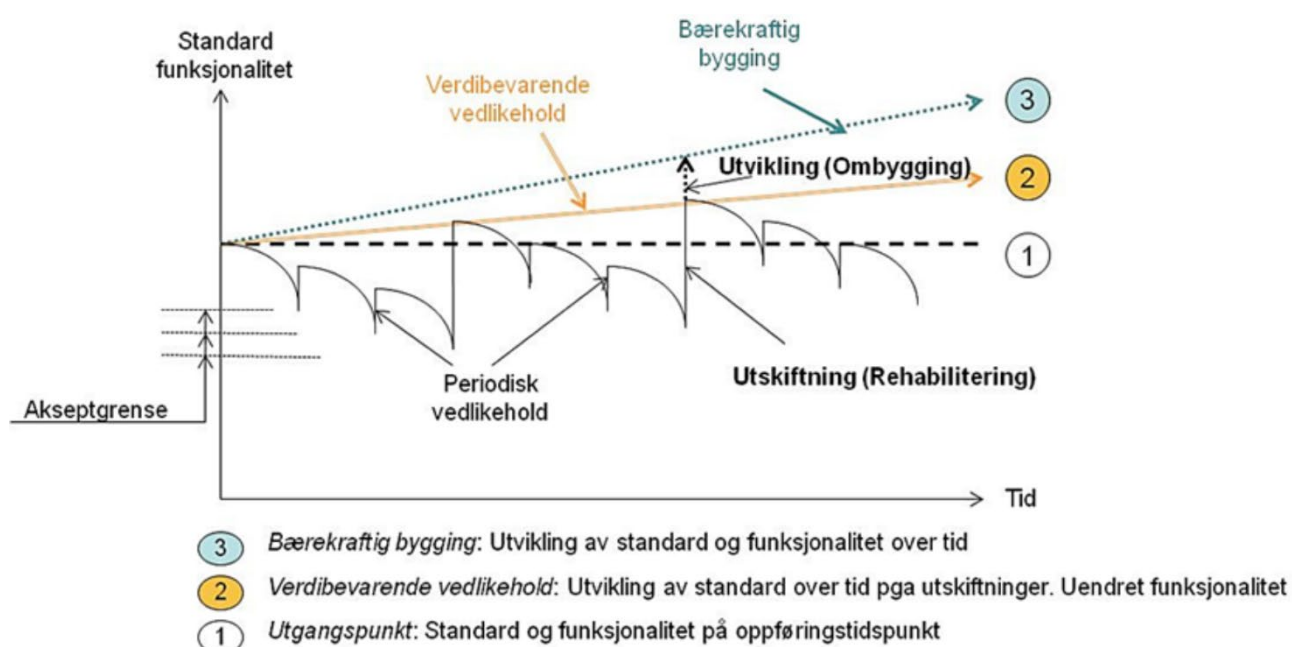 Standard
funksjonalitet
Bærekraftig
bygging
Verdibevarende
vedlikehold
3
Utvikling (Ombygging)
2
1
Akseptgrense
Periodisk
vedlikehold
Utskiftning (Rehabilitering)
Tid
3 Bærekraftig bygging: Utvikling av standard og funksjonalitet over tid
2 Verdibevarende vedlikehold: Utvikling av standard over tid pga utskiftninger. Uendret funksjonalitet
1 Utgangspunkt: Standard og funksjonalitet på oppføringstidspunkt